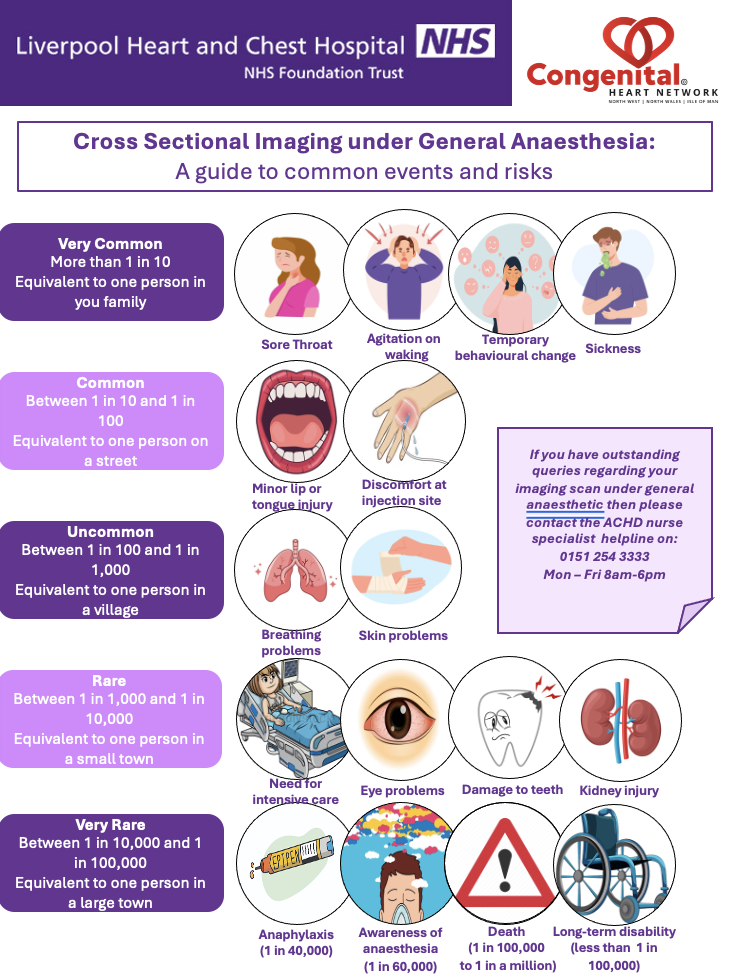 Liverpool Heart and Chest Hospital NHS
NHS Foundation Trust
Congenital
HEART NETWORK
NORTH WEST | NORTH WALES | ISLE OF MAN
Cross Sectional Imaging under General Anaesthesia:
A guide to common events and risks
Very Common
More than 1 in 10
Equivalent to one person in
you family
Sore Throat
Agitation on
waking
Temporary
behavioural change
Sickness
Common
Between 1 in 10 and 1 in
100
Equivalent to one person on
a street
Minor lip or
tongue injury
Discomfort at
injection site
If you have outstanding
queries regarding your
imaging scan under general
anaesthetic then please
contact the ACHD nurse
specialist helpline on:
0151 254 3333
Mon – Fri 8am-6pm
Uncommon
Between 1 in 100 and 1 in
1,000
Equivalent to one person in
a village
Breathing
problems
Skin problems
Rare
Between 1 in 1,000 and 1 in
10,000
Equivalent to one person in
a small town
Need for
intensive care
Eye problems
Damage to teeth
Kidney injury
Very Rare
Between 1 in 10,000 and 1
in 100,000
Equivalent to one person in
a large town
EPIPEN
Anaphylaxis
(1 in 40,000)
Awareness of
anaesthesia
(1 in 60,000)
Death
(1 in 100,000
to 1 in a million)
Long-term disability
(less than 1 in
100,000)